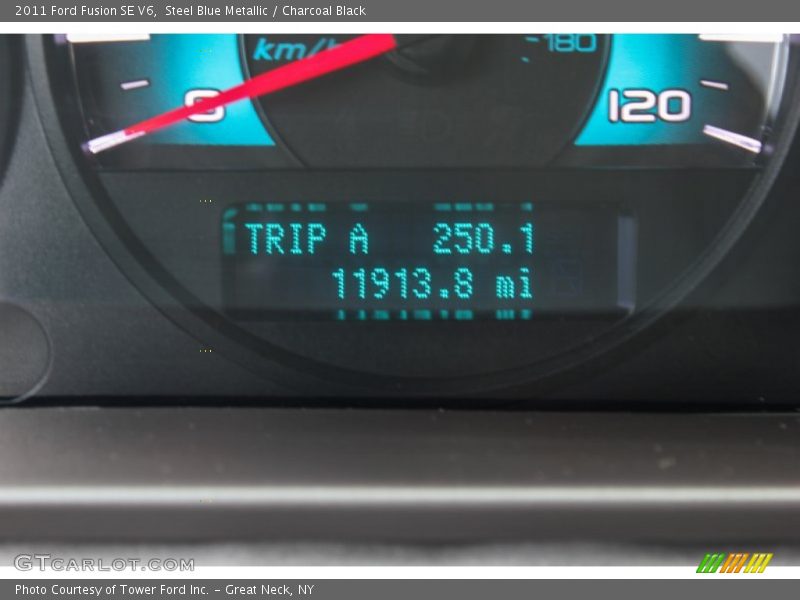 2011 Ford Fusion SE V6,  Steel Blue Metallic / Charcoal Black
km/h
180
0
120
TRIP A 250.1
11913.8 mi
GTCARLOT.COM
Photo Courtesy of Tower Ford Inc. – Great Neck, NY